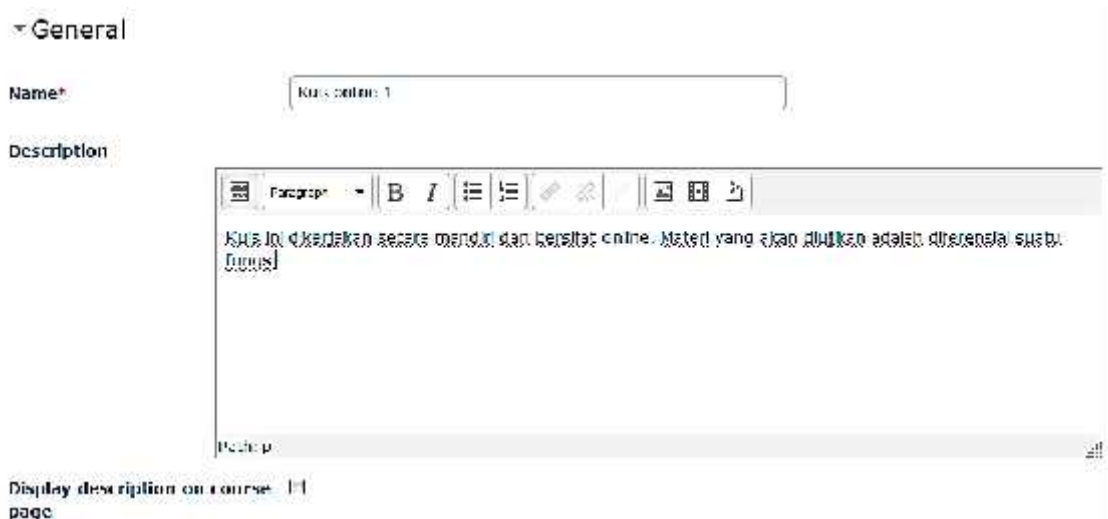 General
Name*
Kuis online 1
Description
Paragraph
B I
Kuis ini dikerjakan secara mandiri dan bersifat online. Materi yang akan diujikan adalah diferensial suatu
fungsi
Path: p
Display description on course
page